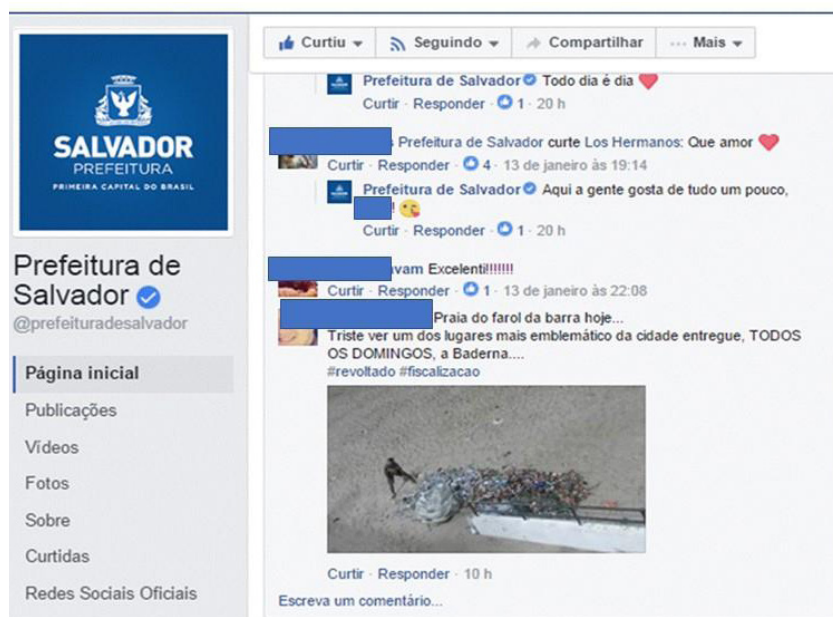 SALVADOR
PREFEITURA
PRIMEIRA CAPITAL DO BRASIL
Prefeitura de
Salvador
@prefeituradesalvador
Página inicial
Publicações
Vídeos
Fotos
Sobre
Curtidas
Redes Sociais Oficiais
Curtiu Seguindo Compartilhar ... Mais
Prefeitura de Salvador Todo dia é dia
Curtir · Responder · 1 · 20 h
Prefeitura de Salvador curte Los Hermanos: Que amor
Curtir · Responder · 4 · 13 de janeiro às 19:14
Prefeitura de Salvador Aqui a gente gosta de tudo um pouco,
!
Curtir · Responder · 1 · 20 h
vam Excelenti!!!!!!!
Curtir · Responder · 1 · 13 de janeiro às 22:08
Praia do farol da barra hoje...
Triste ver um dos lugares mais emblemático da cidade entregue, TODOS
OS DOMINGOS, a Baderna....
#revoltado #fiscalizacao
Curtir · Responder · 10 h
Escreva um comentário...